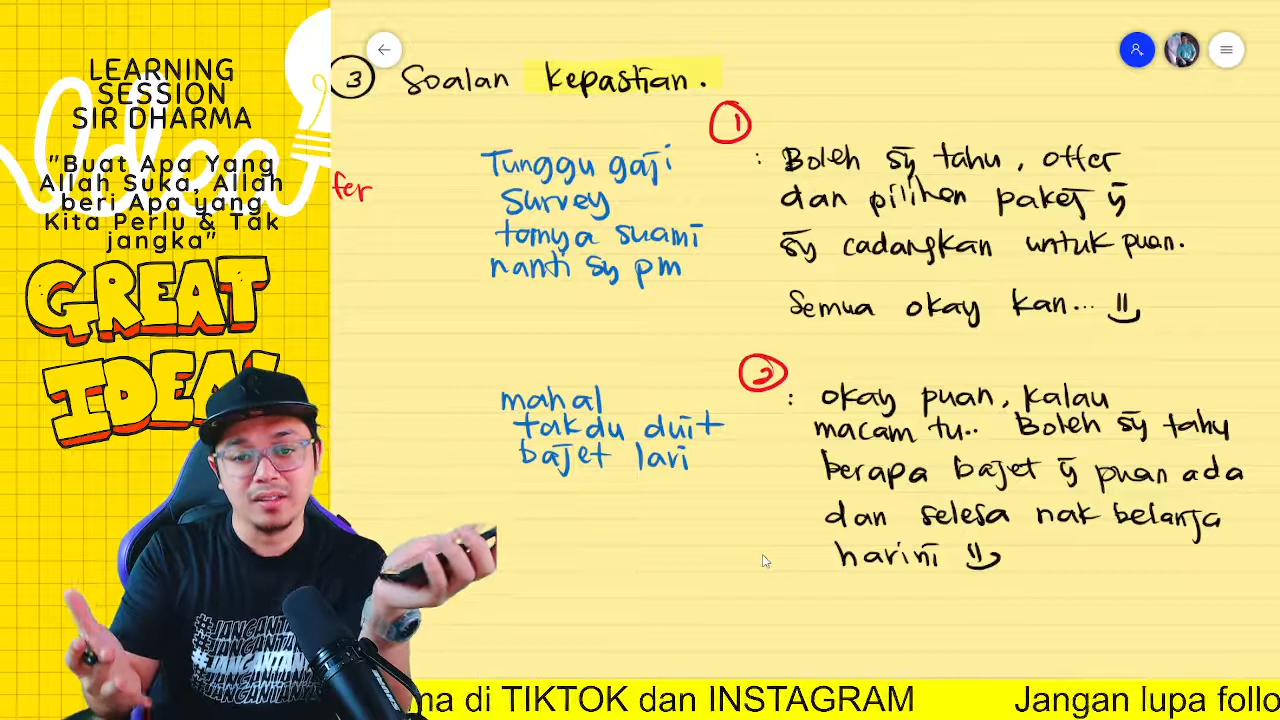 LEARNING
SESSION
SIR DHARMA
"Buat Apa Yang
Allah Suka, Allah
beri Apa yang
Kita Perlu & Tak
jangka"
GREAT
IDEA
3 Soalan kepastian.
fer
1
Tunggu gaji
survey
tanya suami
nanti sy pm
: Boleh sy tahu, offer
dan pilihan pakej ȳ
sy cadangkan untuk puan.
Semua okay kan...
2
mahal
takdu duit
bajet lari
: okay puan, kalau
macam tu.. Boleh sy tahu
berapa bajet ȳ puan ada
dan selesa nak belanja
harini
#JANGANTAN
#JANGANTANYA
ma di TIKTOK dan INSTAGRAM
Jangan lupa follo